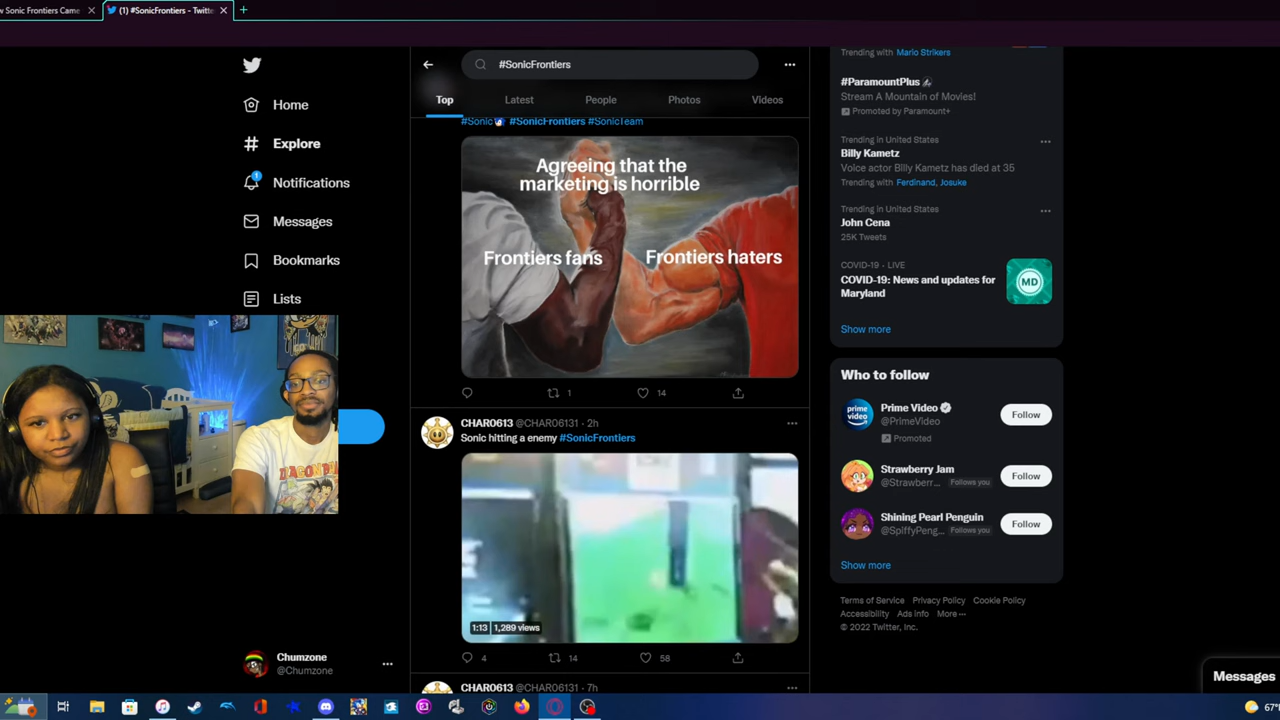 w Sonic Frontiers Came
(1) #SonicFrontiers - Twitte
#SonicFrontiers
Top
Latest
People
Photos
Videos
Home
Explore
1
Notifications
Messages
Bookmarks
Lists
Chumzone
@Chumzone
#Sonic #SonicFrontiers #SonicTeam
Agreeing that the
marketing is horrible
Frontiers fans
Frontiers haters
1
14
CHAR0613 @CHAR06131 · 2h
Sonic hitting a enemy #SonicFrontiers
1:13
1,289 views
4
14
58
CHAR0613 @CHAR06131 · 7h
Trending with Mario Strikers
#ParamountPlus
Stream A Mountain of Movies!
Promoted by Paramount+
Trending in United States
Billy Kametz
Voice actor Billy Kametz has died at 35
Trending with Ferdinand, Josuke
Trending in United States
John Cena
25K Tweets
COVID-19 · LIVE
COVID-19: News and updates for
Maryland
MD
Show more
Who to follow
prime
video
Prime Video
@PrimeVideo
Promoted
Follow
Strawberry Jam
@Strawberr... Follows you
Follow
Shining Pearl Penguin
@SpiffyPeng... Follows you
Follow
Show more
Terms of Service Privacy Policy Cookie Policy
Accessibility Ads info More ···
© 2022 Twitter, Inc.
Messages
67°